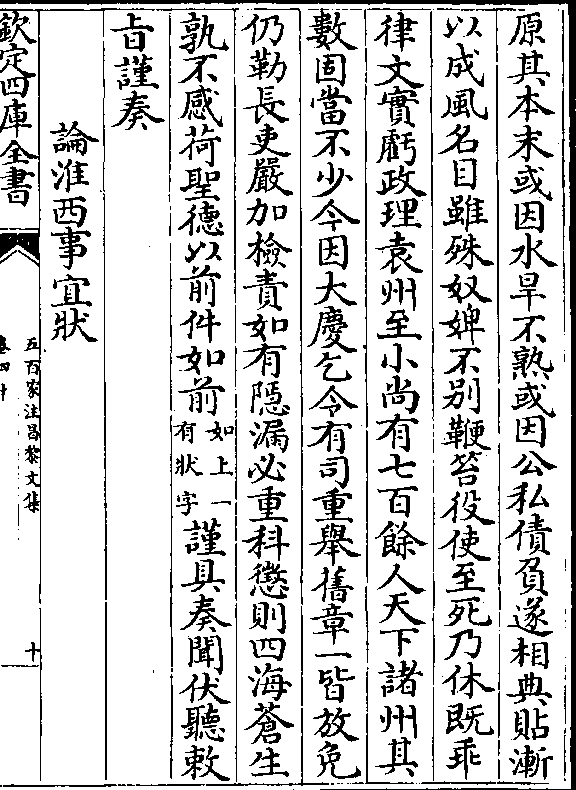 原其本末或因水旱不熟或因公私債負遂相典貼漸
以成風名目雖殊奴婢不别鞭笞役使至死乃休既乖
律文實虧政理袁州至小尚有七百餘人天下諸州其
數固當不少今因大慶乞令有司重舉舊章一皆放免
仍勒長吏嚴加檢責如有隱漏必重科懲則四海蒼生
孰不感荷聖德以前件如前如上一有狀字謹具奏聞伏聽敕
㫖謹奏
論淮西事宜狀
欽定四庫全書
五百家注昌黎文集
卷四十
十